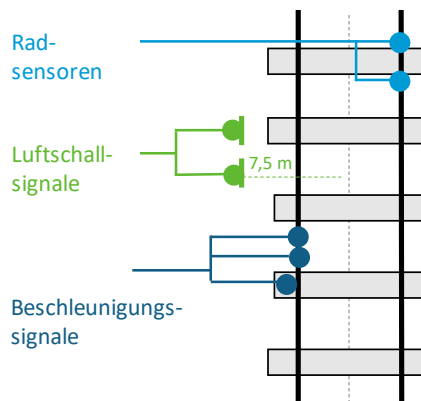 Rad-
sensoren
Luftschall-
signale
7,5 m
Beschleunigungs-
signale